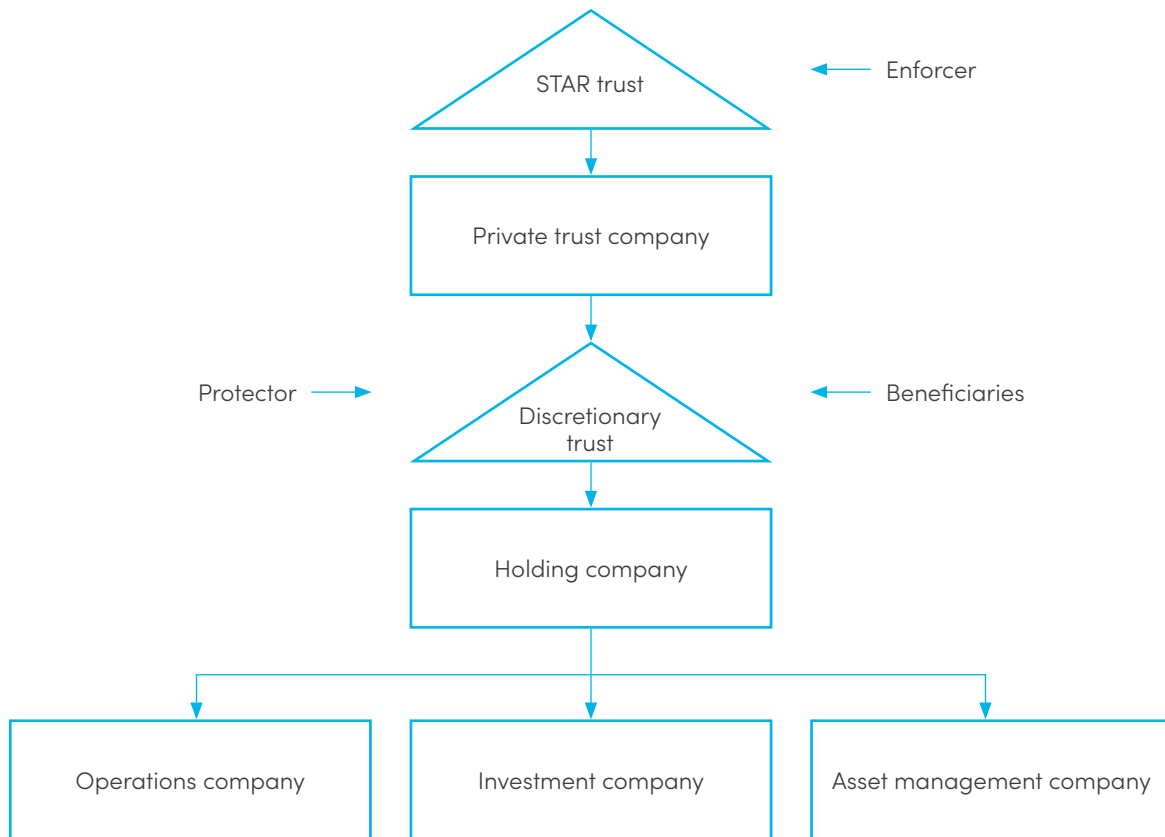 STAR trust
Enforcer
Private trust company
Protector
Beneficiaries
Discretionary
trust
Holding company
Operations company
Investment company
Asset management company